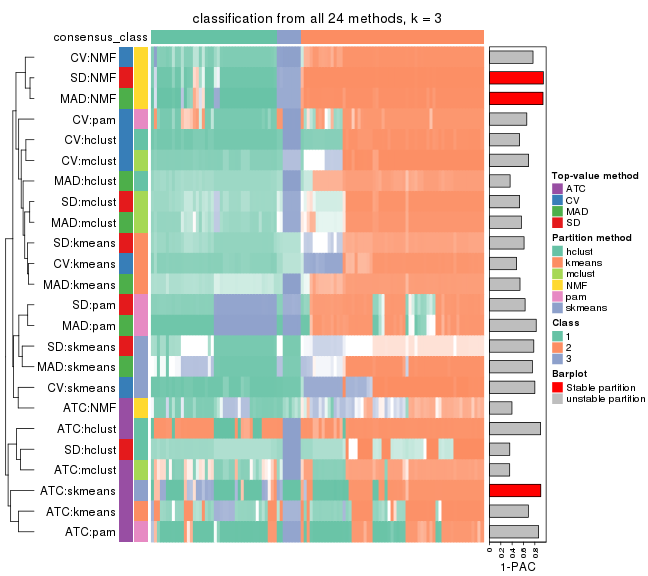 classification from all 24 methods, k = 3
consensus_class
CV:NMF
SD:NMF
MAD:NMF
CV:pam
CV:hclust
CV:mclust
MAD:hclust
SD:mclust
MAD:mclust
SD:kmeans
CV:kmeans
MAD:kmeans
SD:pam
MAD:pam
SD:skmeans
MAD:skmeans
CV:skmeans
ATC:NMF
ATC:hclust
SD:hclust
ATC:mclust
ATC:skmeans
ATC:kmeans
ATC:pam
0 0.2 0.4 0.6 0.8
1-PAC
Top-value method
ATC
CV
MAD
SD
Partition method
hclust
kmeans
mclust
NMF
pam
skmeans
Class
1
2
3
Barplot
Stable partition
unstable partition